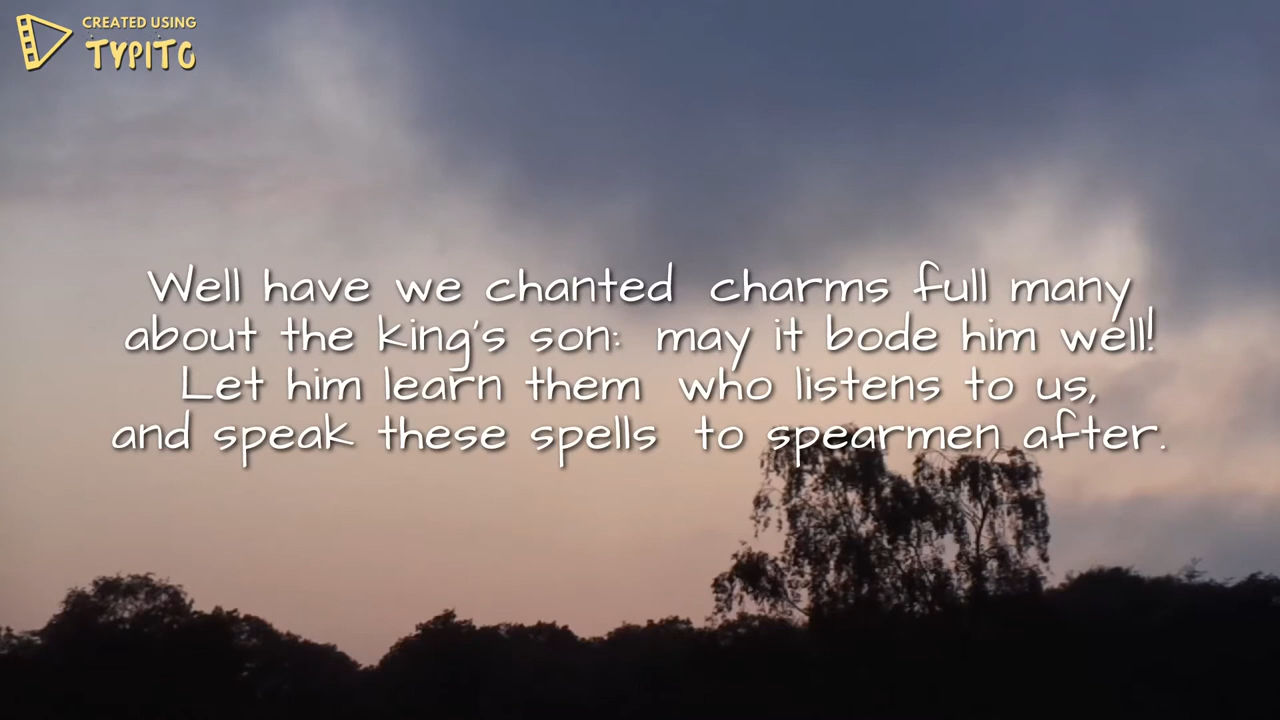 CREATED USING
TYPITO
Well have we chanted charms full many
about the king's son: may it bode him well!
Let him learn them who listens to us,
and speak these spells to spearmen after.